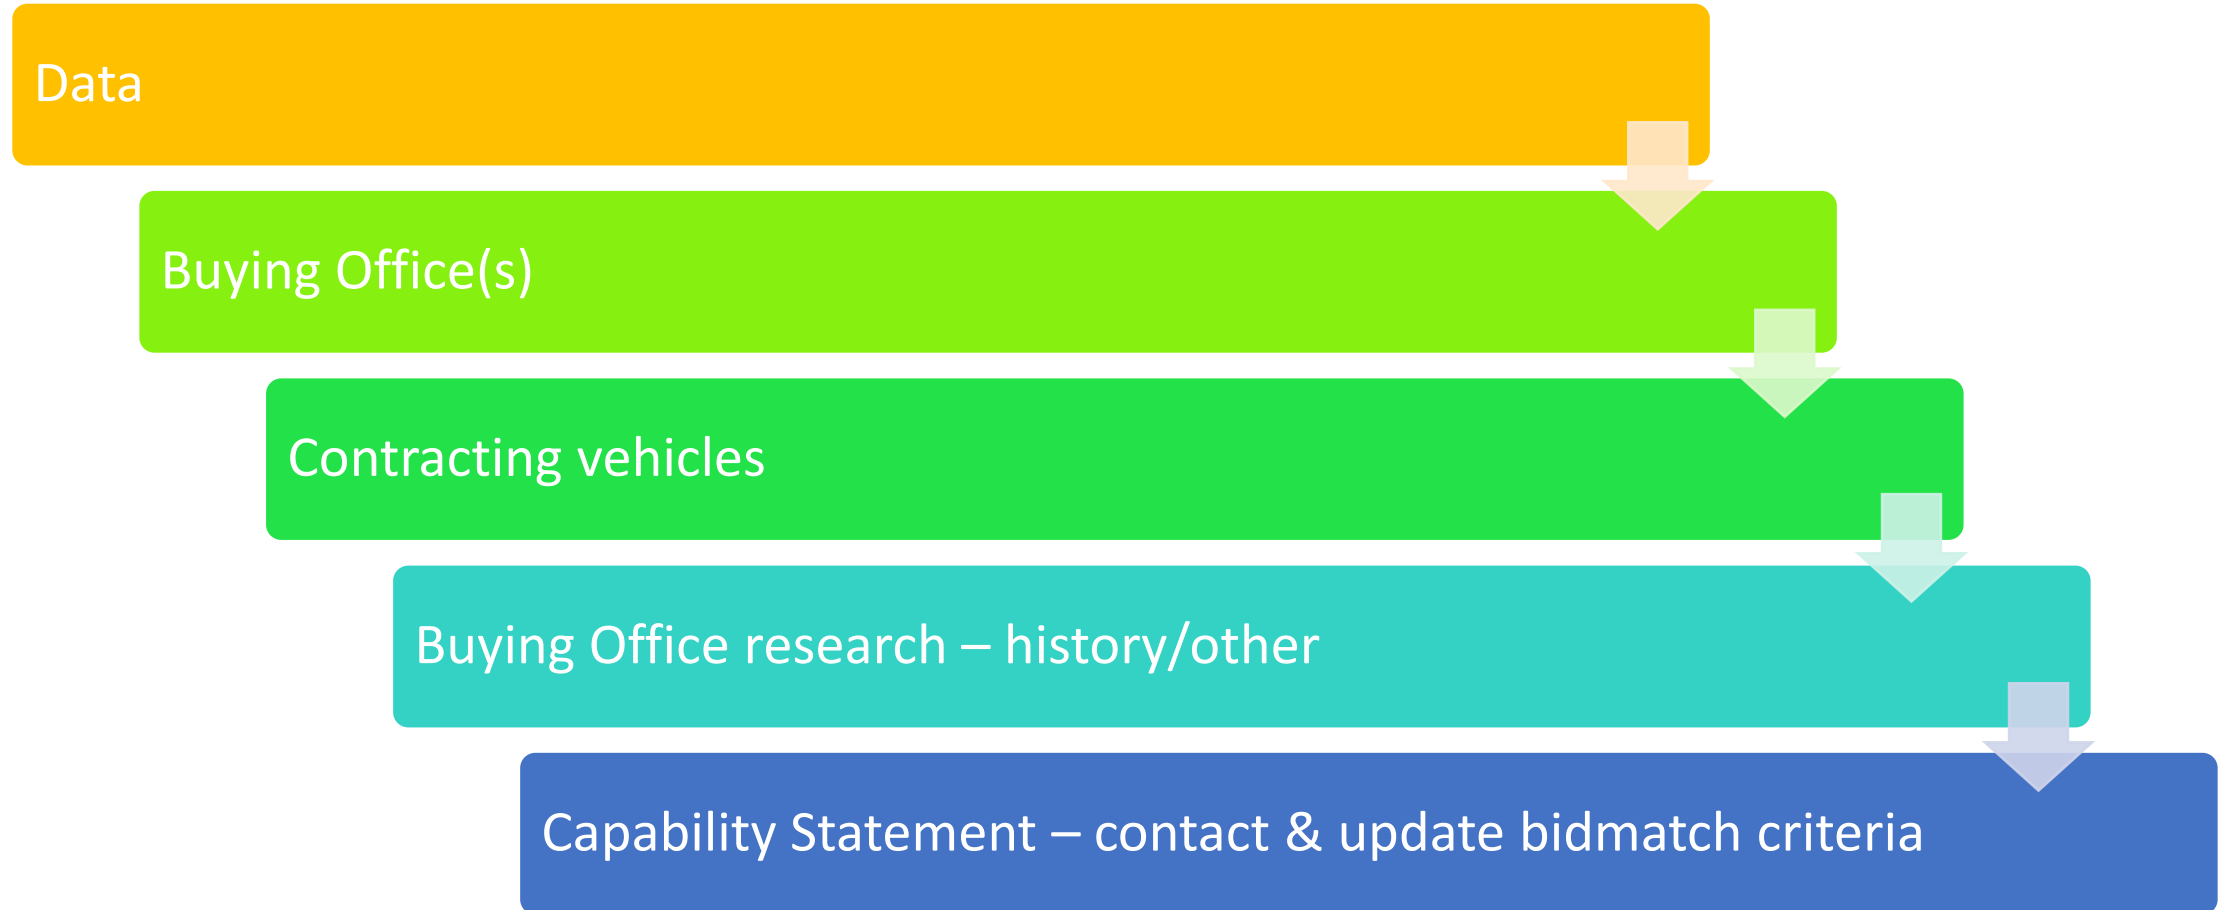 Data
Buying Office(s)
Contracting vehicles
Buying Office research – history/other
Capability Statement – contact & update bidmatch criteria